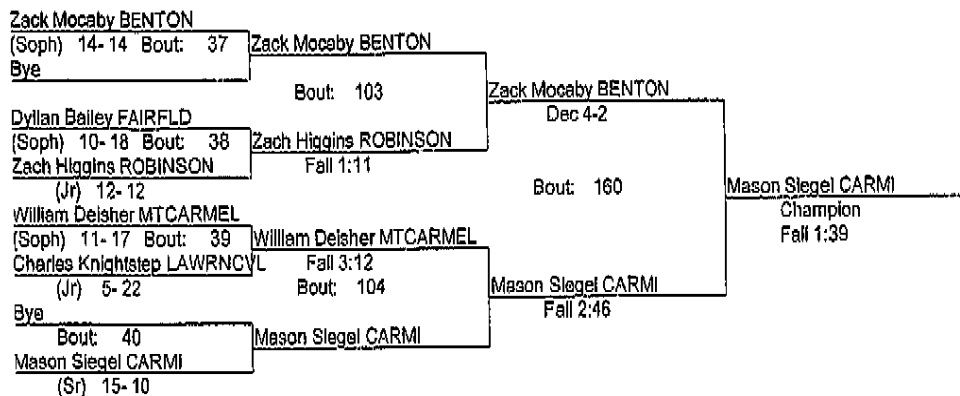 Zack Mocaby BENTON
(Soph) 14-14 Bout: 37
Bye
Dyllan Bailey FAIRFLD
(Soph) 10-18 Bout: 38
Zach Higgins ROBINSON
(Jr) 12-12
William Deisher MTCARMEL
(Soph) 11-17 Bout: 39
Charles Knightstep LAWRNCVL
(Jr) 5-22
Bye
Bout: 40
Mason Siegel CARMI
(Sr) 15-10
Zack Mocaby BENTON
Bout: 103
Zach Higgins ROBINSON
Fall 1:11
William Deisher MTCARMEL
Fall 3:12
Bout: 104
Mason Siegel CARMI
Zack Mocaby BENTON
Dec 4-2
Bout: 160
Mason Siegel CARMI
Fall 2:46
Mason Siegel CARMI
Champion
Fall 1:39